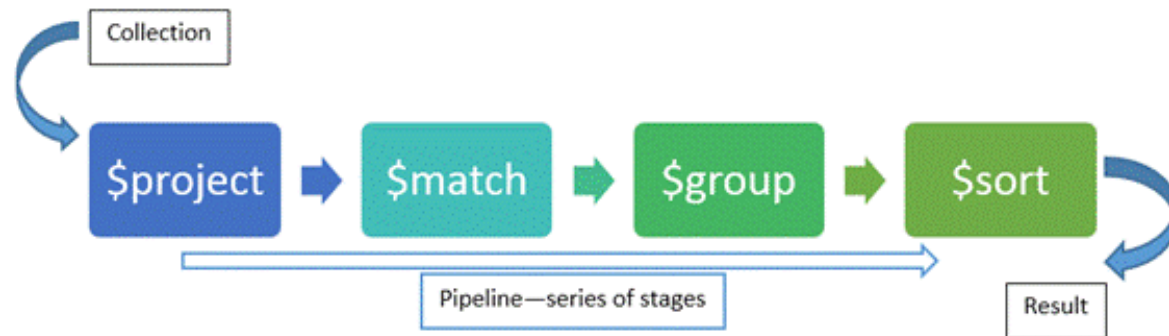 Collection
$project
$match
$group
$sort
Pipeline—series of stages
Result